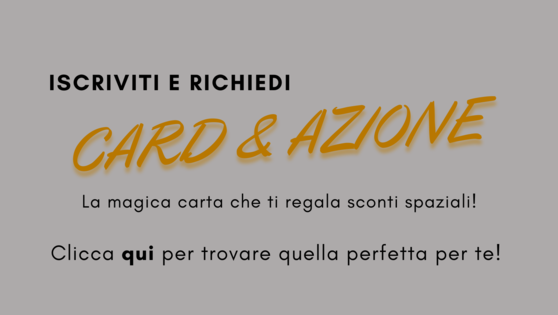 ISCRIVITI E RICHIEDI
CARD & AZIONE
La magica carta che ti regala sconti spaziali!
Clicca qui per trovare quella perfetta per te!